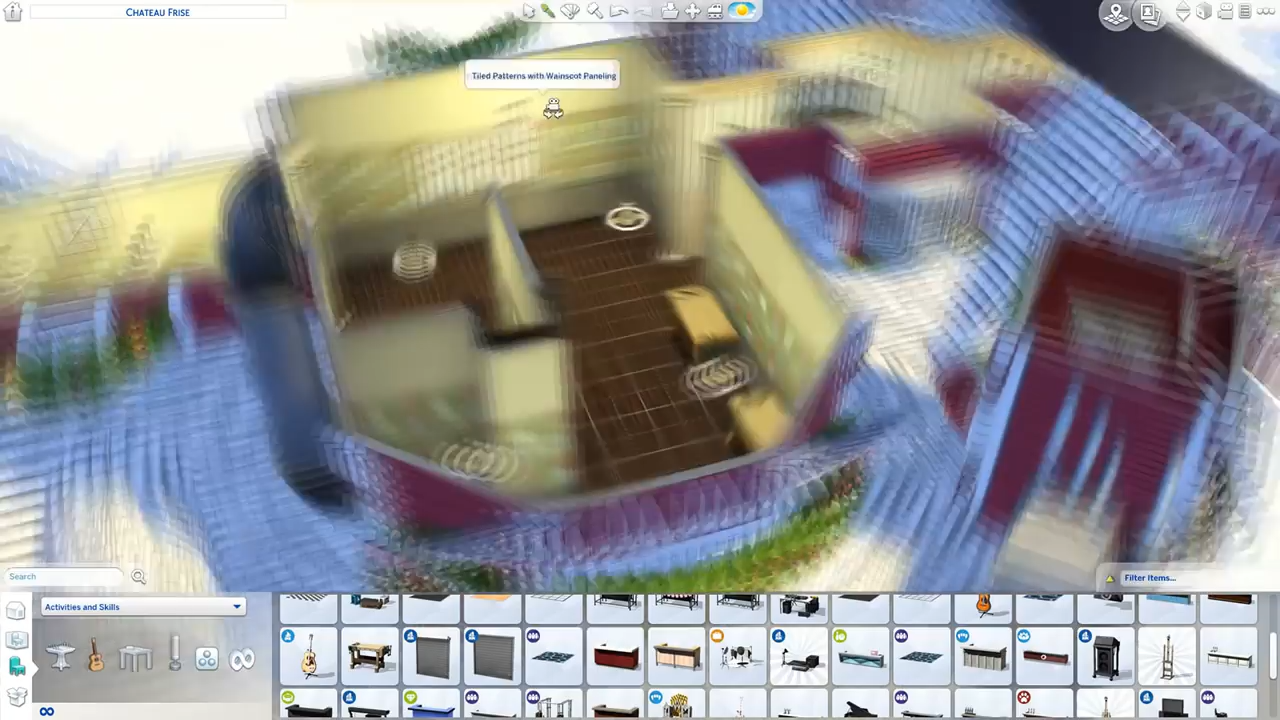 CHATEAU FRISE
Tiled Patterns with Wainscot Paneling
Search
Filter Items...
Activities and Skills